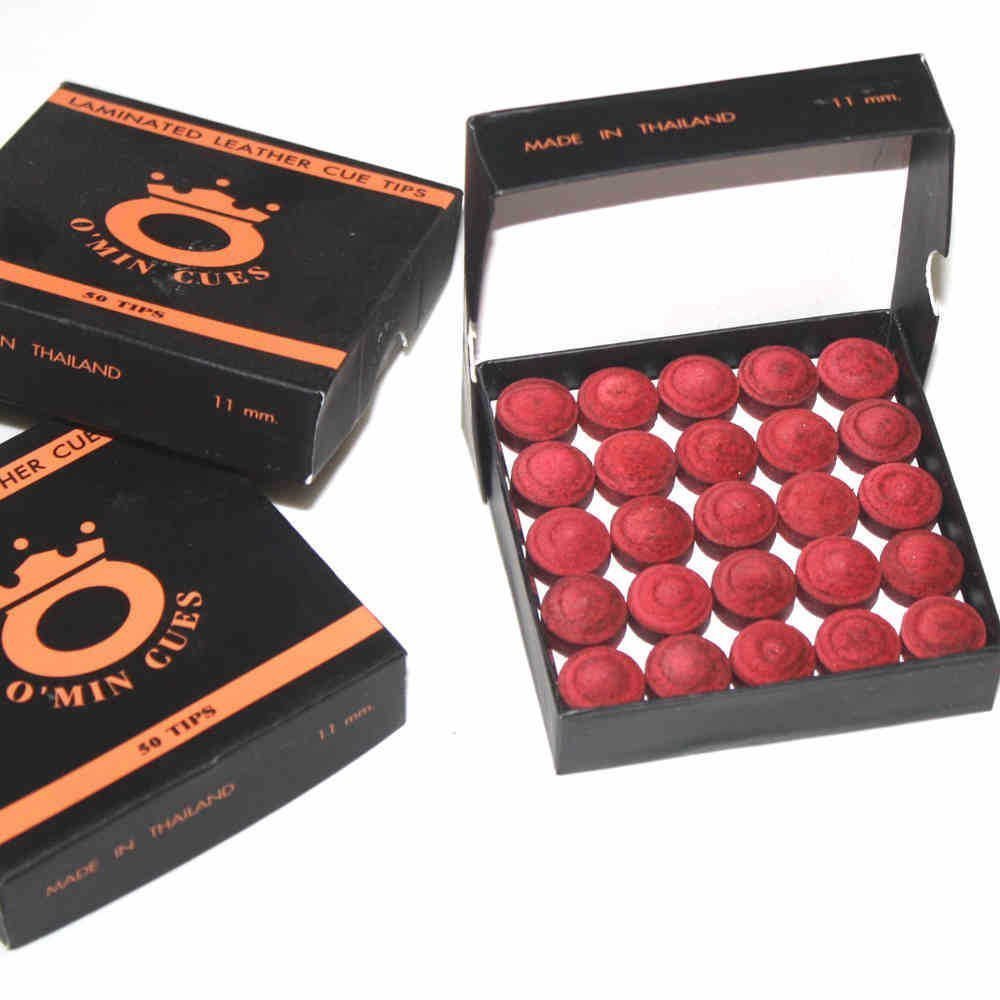 LAMINATED LEATHER CUE TIPS
O'MIN CUES
50 TIPS
N THAILAND
11 mm.
MADE IN THAILAND
11 mm.
HER CUE
O'MIN CUES
50 TIPS
11 mm.
MADE IN THAILAND